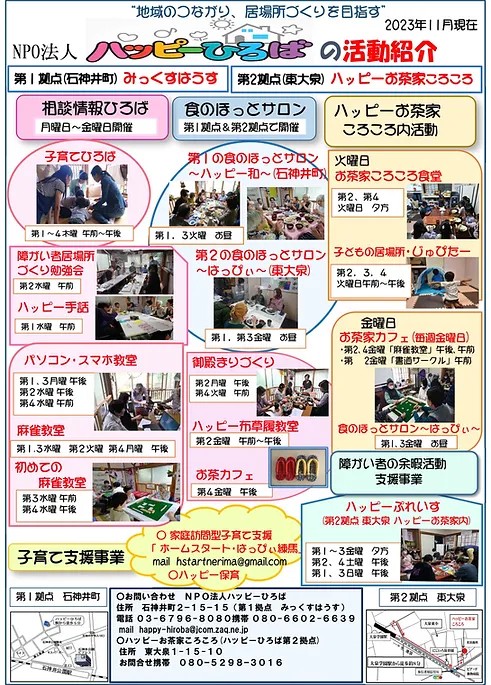 “地域のつながり、居場所づくりを目指す”
2023年11月現在
NPO法人 ハッピーひろば の活動紹介
第1拠点(石神井町) みっくすはうす
第2拠点(東大泉) ハッピーお茶家ころころ
相談情報ひろば
月曜日～金曜日開催
子育てひろば
第1～4木曜 午前～午後
障がい者居場所
づくり勉強会
第2水曜 午前
ハッピー手話
第1水曜 午前
食のほっとサロン
第1拠点&第2拠点で開催
第1の食のほっとサロン
～ハッピー和～(石神井町)
第1、3火曜 お昼
第2の食のほっとサロン
～はっぴぃ～(東大泉)
第1、第3金曜 お昼
ハッピーお茶家
ころころ内活動
火曜日
お茶家ころころ食堂
第2、第4
火曜日 夕方
子どもの居場所・じゅぴたー
第2、3、4
火曜日午前～午後
金曜日
お茶家カフェ(毎週金曜日)
・第2,4金曜「麻雀教室」午後、午前
・第 2金曜「書道サークル」午前
食のほっとサロン～はっぴぃ～
第1.3金曜 お昼
パソコン・スマホ教室
第1、3月曜 午後
第2水曜 午後
第4水曜 午前
麻雀教室
第1、3水曜 第2火曜 第4月曜 午後
初めての
麻雀教室
第3水曜 午前
第4水曜 午後
御殿まりづくり
第2月曜 午後
第4火曜 午前
ハッピー布草履教室
第2金曜 午前～午後
お茶カフェ
第4金曜 午後
障がい者の余暇活動
支援事業
ハッピーぷれいす
(第2拠点 東大泉 ハッピーお茶家内)
第1～3金曜 夕方
第2、4土曜 午後
第1、3日曜 午後
子育て支援事業
〇 家庭訪問型子育て支援
「ホームスタート・はっぴぃ練馬」
mail hstartnerima@gmail.com
〇ハッピー保育
第1拠点 石神井町
〇お問い合わせ NPO法人ハッピーひろば
住所 石神井町2-15-15(第1拠点 みっくすはうす)
電話 03-6796-8080携帯 080-6602-6639
mail happy-hiroba@jcom.zaq.ne.jp
〇ハッピーお茶家ころころ(ハッピーひろば第2拠点)
住所 東大泉1-15-10
お問合せ携帯 080-5298-3016
第2拠点 東大泉